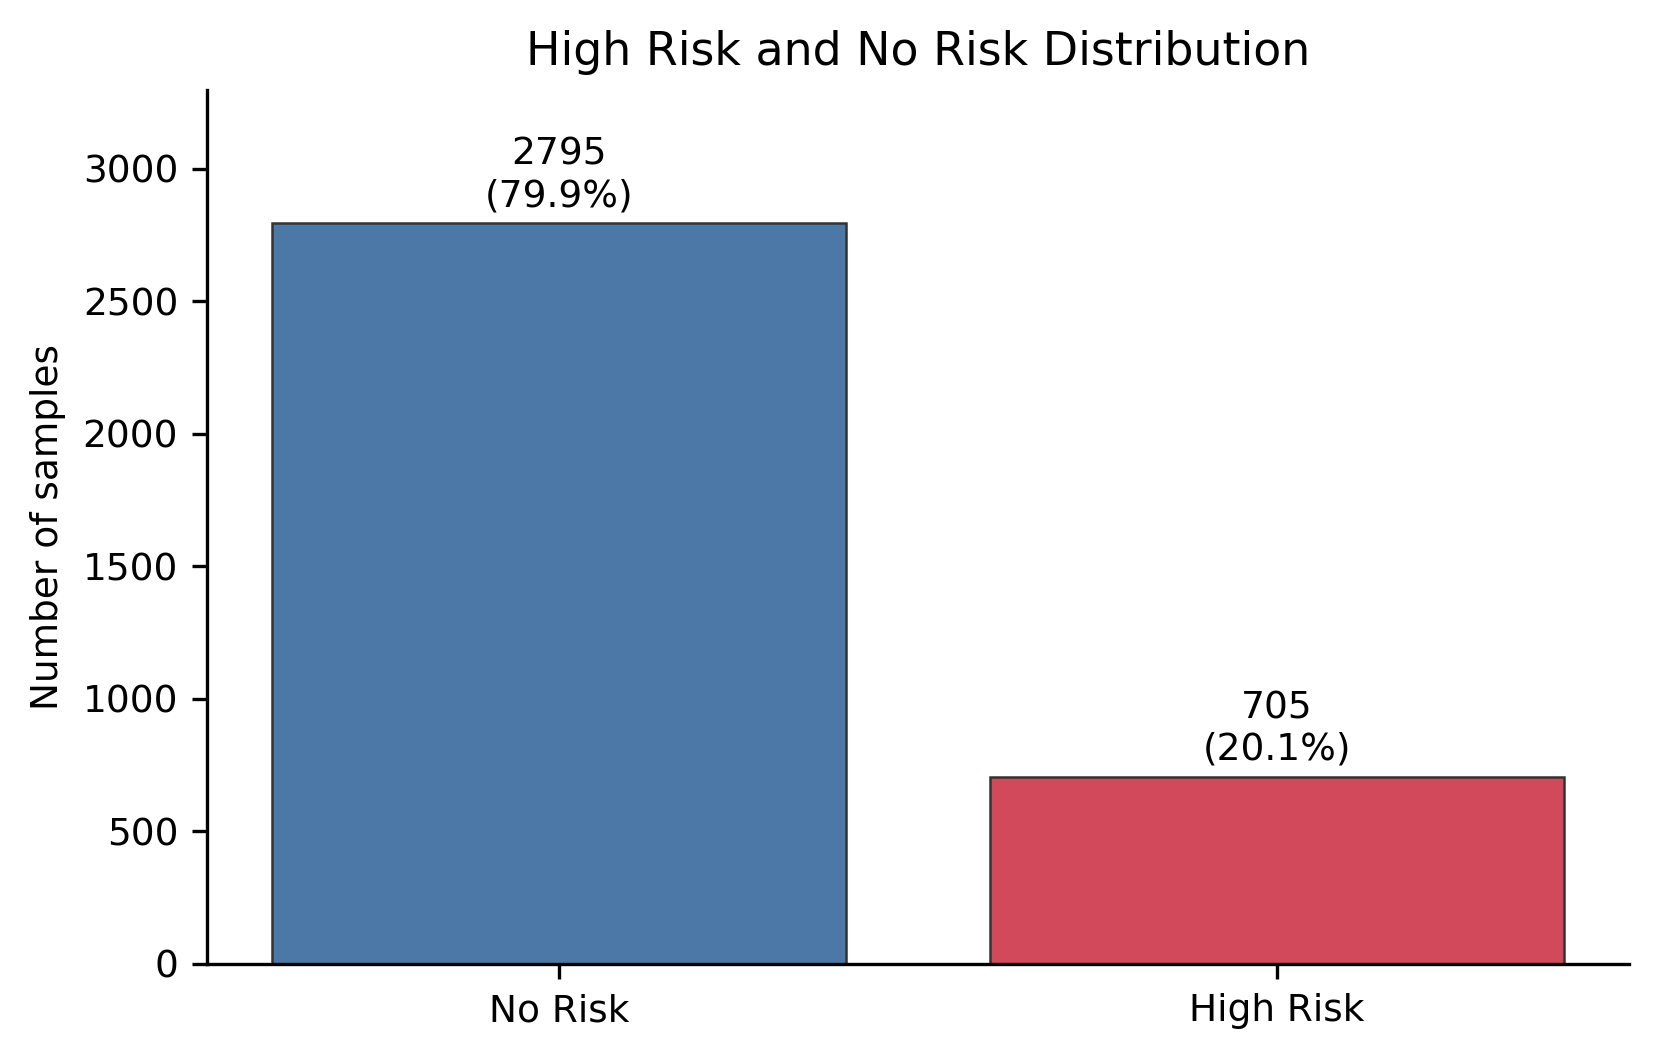 High Risk and No Risk Distribution
Number of samples
3000
2500
2000
1500
1000
500
0
2795
(79.9%)
705
(20.1%)
No Risk
High Risk